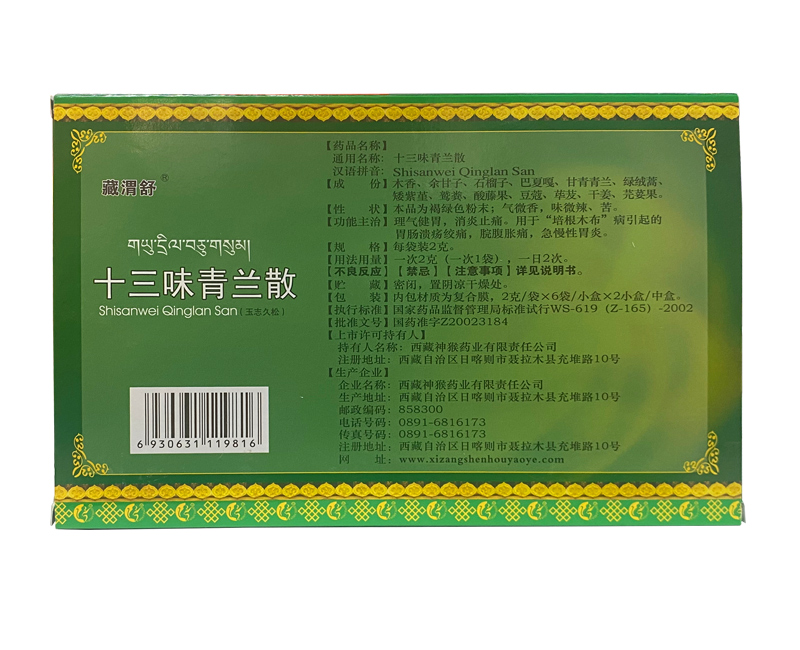 藏渭舒®
གཡུ་དྲིལ་བཅུ་གསུམ།
十三味青兰散
Shisanwei Qinglan San(玉志久松)
6 930631 119816
【药品名称】
通用名称：十三味青兰散
汉语拼音：Shisanwei Qinglan San
【成　份】木香、余甘子、石榴子、巴夏嘎、甘青青兰、绿绒蒿、
矮紫堇、鹫赉、酸藤果、豆蔻、荜茇、干姜、芫荽果。
【性　状】本品为褐绿色粉末；气微香，味微辣、苦。
【功能主治】理气健胃，消炎止痛。用于“培根木布”病引起的
胃肠溃疡绞痛，脘腹胀痛，急慢性胃炎。
【规　格】每袋装2克。
【用法用量】一次2克（一次1袋），一日2次。
【不良反应】【禁忌】【注意事项】详见说明书。
【贮　藏】密闭，置阴凉干燥处。
【包　装】内包材质为复合膜，2克/袋×6袋/小盒×2小盒/中盒。
【执行标准】国家药品监督管理局标准试行WS-619（Z-165）-2002
【批准文号】国药准字Z20023184
【上市许可持有人】
持有人名称：西藏神猴药业有限责任公司
注册地址：西藏自治区日喀则市聂拉木县充堆路10号
【生产企业】
企业名称：西藏神猴药业有限责任公司
生产地址：西藏自治区日喀则市聂拉木县充堆路10号
邮政编码：858300
电话号码：0891-6816173
传真号码：0891-6816173
注册地址：西藏自治区日喀则市聂拉木县充堆路10号
网　址：www.xizangshenhouyaoye.com